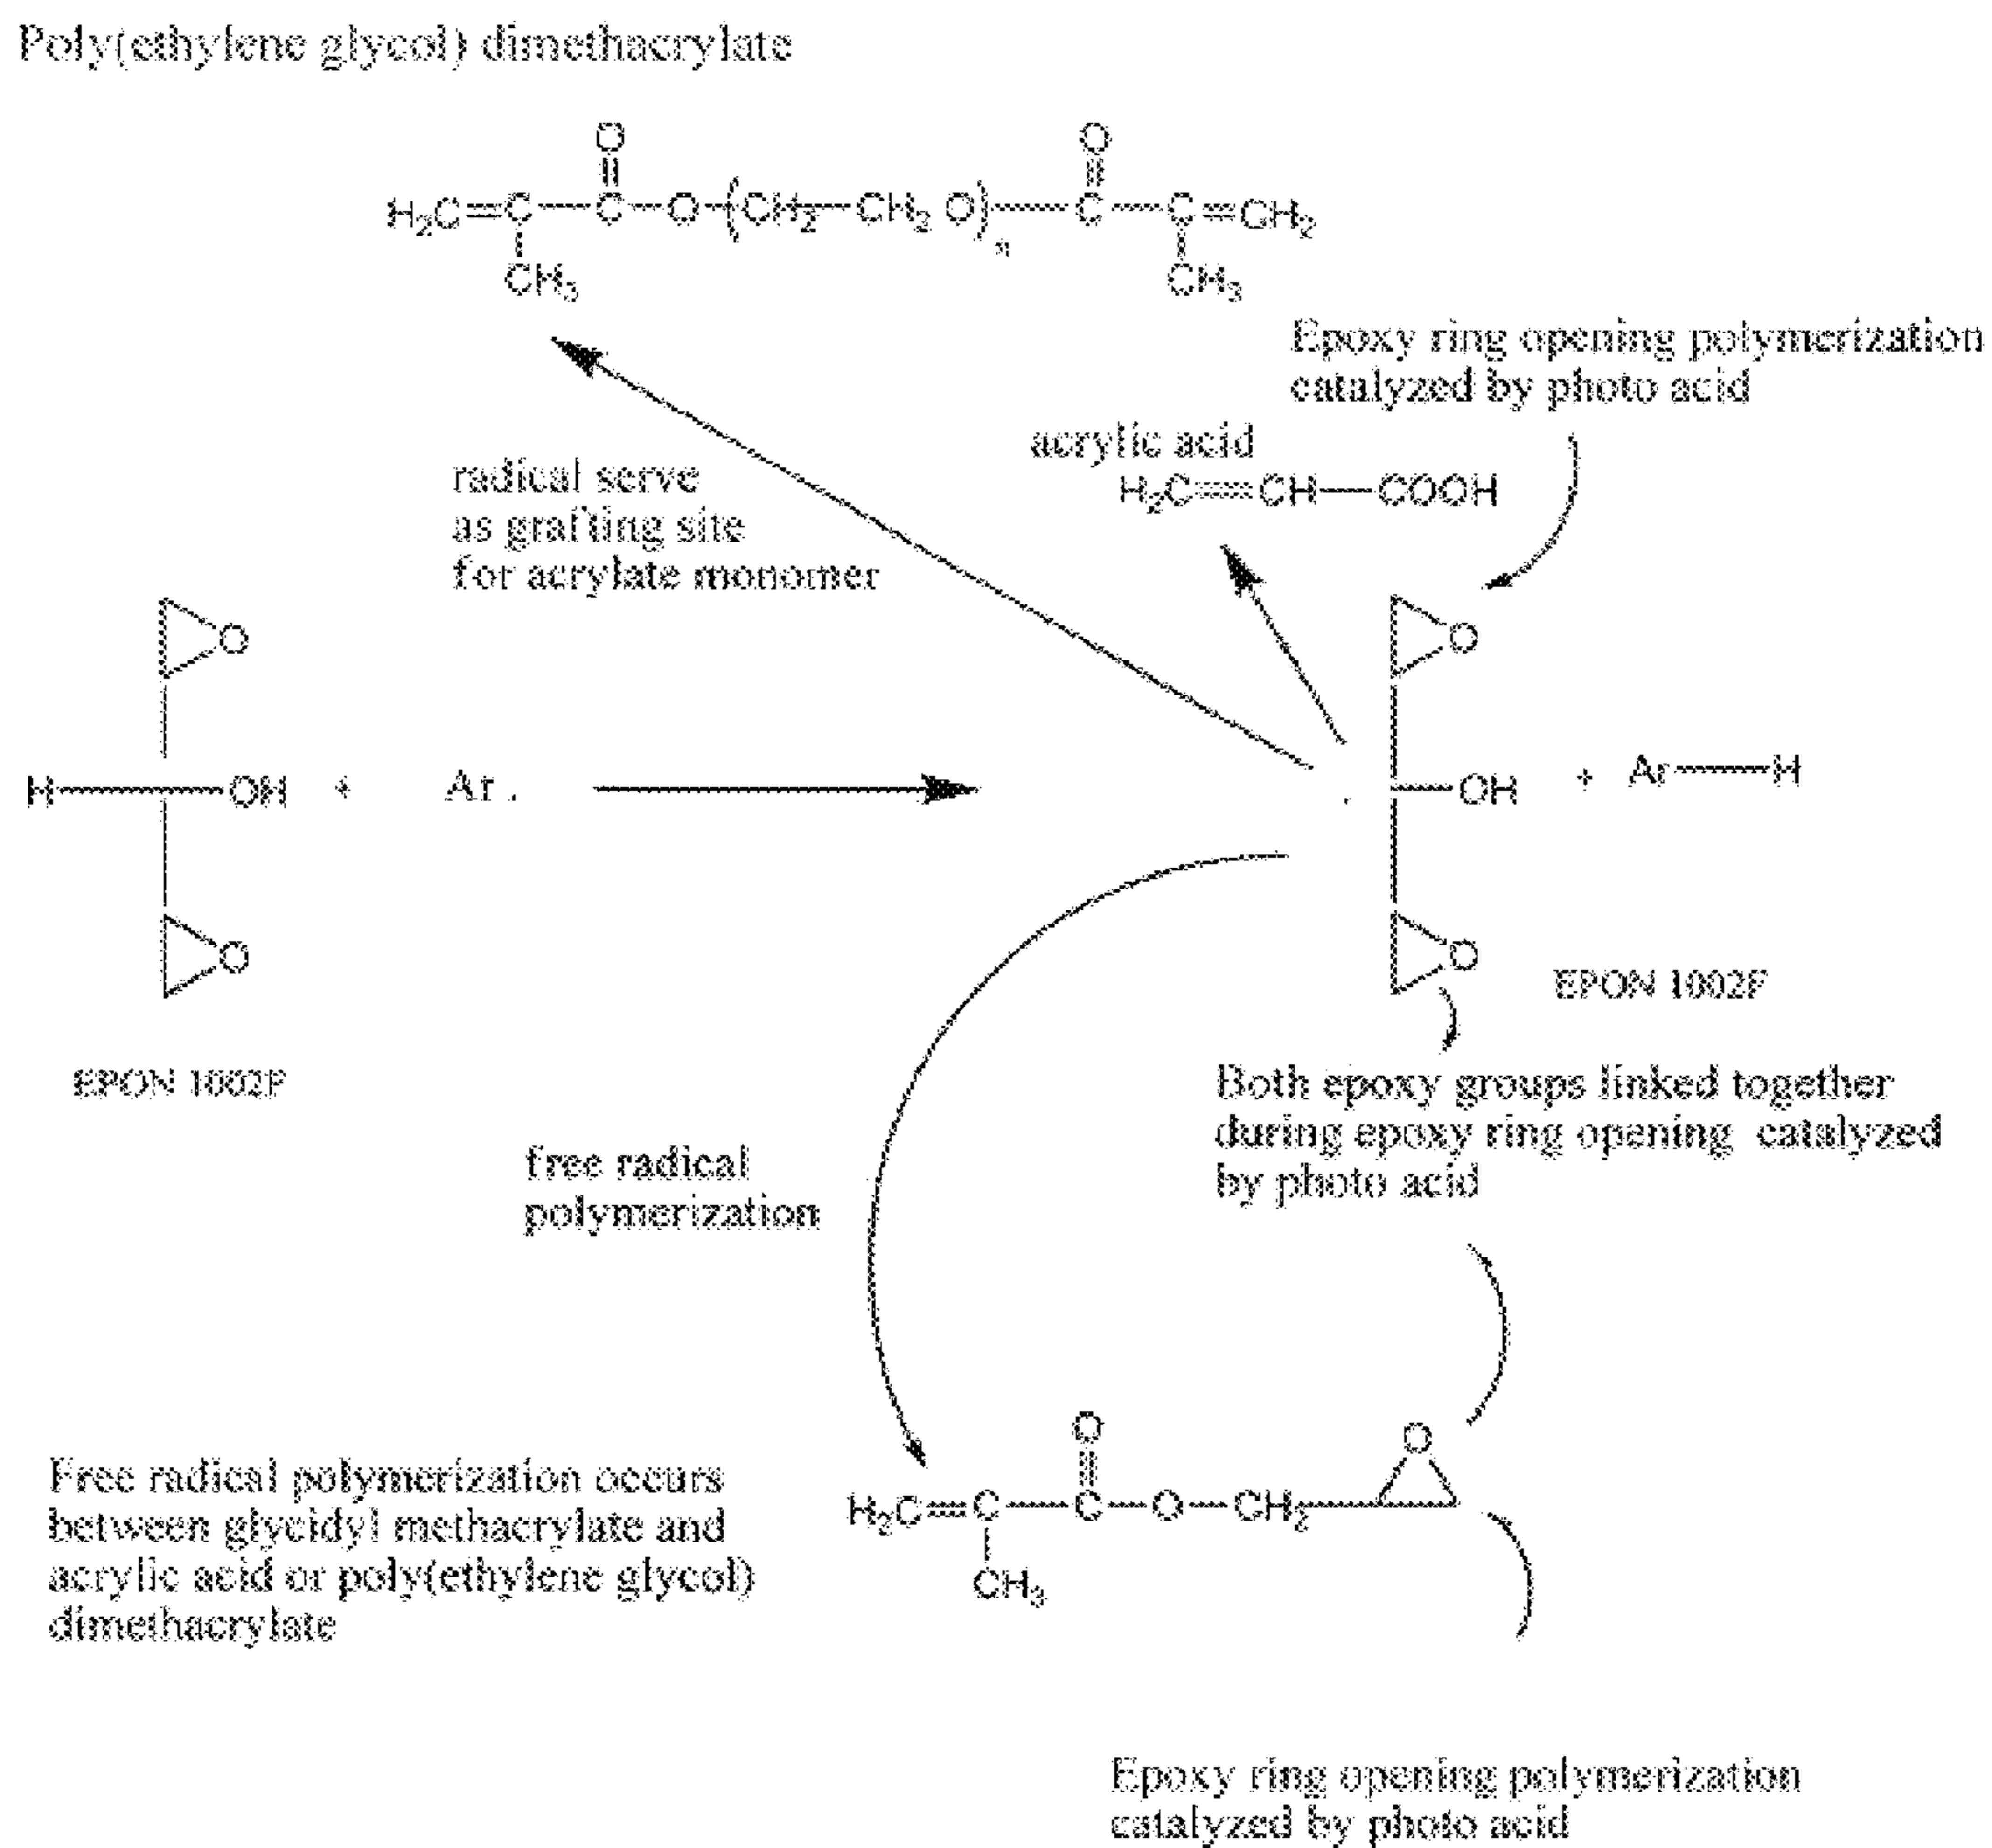 Poly(ethylene glycol) dimethacrylate
O
O
H2C=C—C—O—(CH2—CH2 O)n—C—C=CH2
CH3
CH3
Epoxy ring opening polymerization
catalyzed by photo acid
acrylic acid
H2C=CH—COOH
radical serve
as grafting site
for acrylate monomer
O
O
H—OH + Ar .
—OH + Ar—H
O
O
EPON 1002F
EPON 1002F
Both epoxy groups linked together
during epoxy ring opening catalyzed
by photo acid
free radical
polymerization
O
O
H2C=C—C—O—CH2
CH3
Free radical polymerization occurs
between glycidyl methacrylate and
acrylic acid or poly(ethylene glycol)
dimethacrylate
Epoxy ring opening polymerization
catalyzed by photo acid